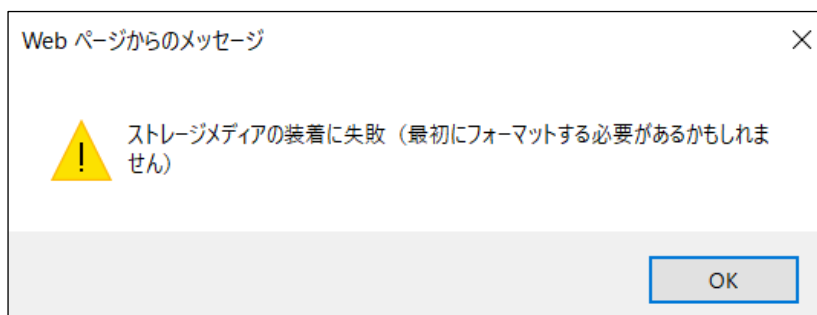 Web ページからのメッセージ
ストレージメディアの装着に失敗（最初にフォーマットする必要があるかもしれま
せん）
OK